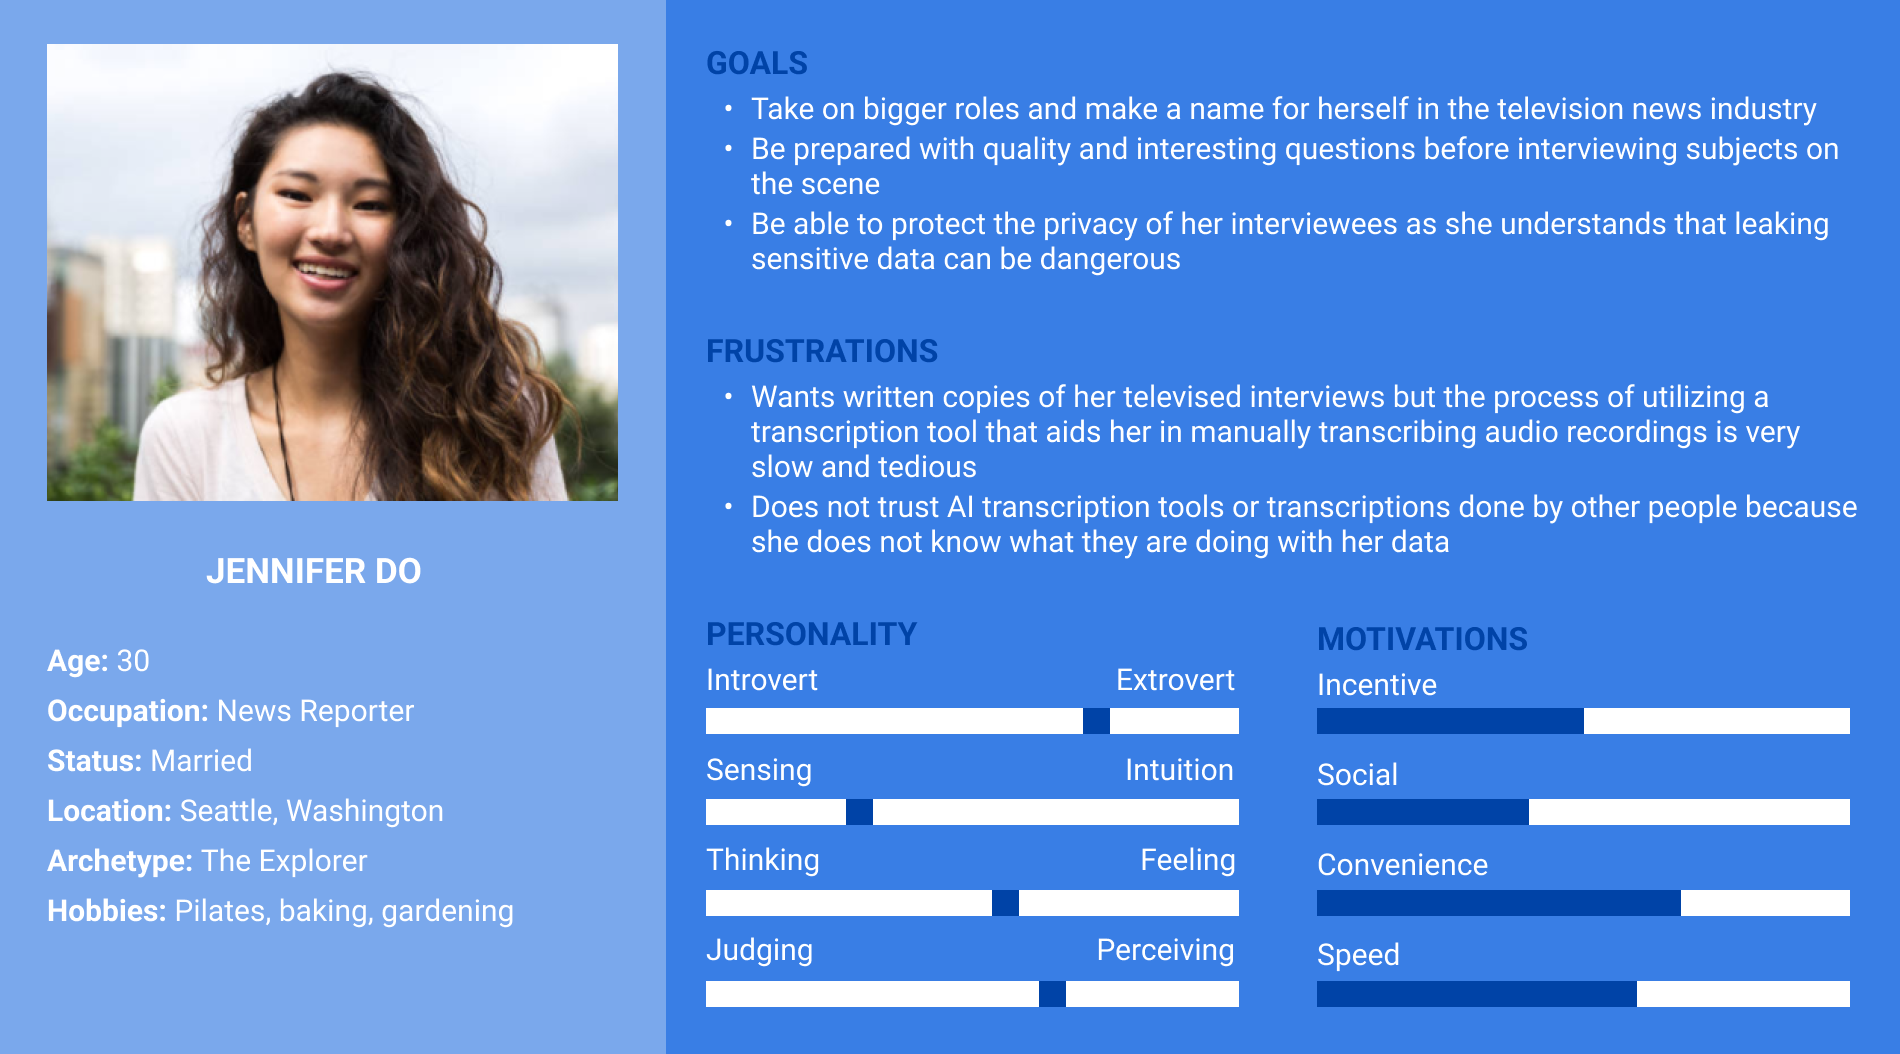 JENNIFER DO
Age: 30
Occupation: News Reporter
Status: Married
Location: Seattle, Washington
Archetype: The Explorer
Hobbies: Pilates, baking, gardening
GOALS
• Take on bigger roles and make a name for herself in the television news industry
• Be prepared with quality and interesting questions before interviewing subjects on
the scene
• Be able to protect the privacy of her interviewees as she understands that leaking
sensitive data can be dangerous
FRUSTRATIONS
• Wants written copies of her televised interviews but the process of utilizing a
transcription tool that aids her in manually transcribing audio recordings is very
slow and tedious
• Does not trust AI transcription tools or transcriptions done by other people because
she does not know what they are doing with her data
PERSONALITY
Introvert Extrovert
Sensing Intuition
Thinking Feeling
Judging Perceiving
MOTIVATIONS
Incentive
Social
Convenience
Speed